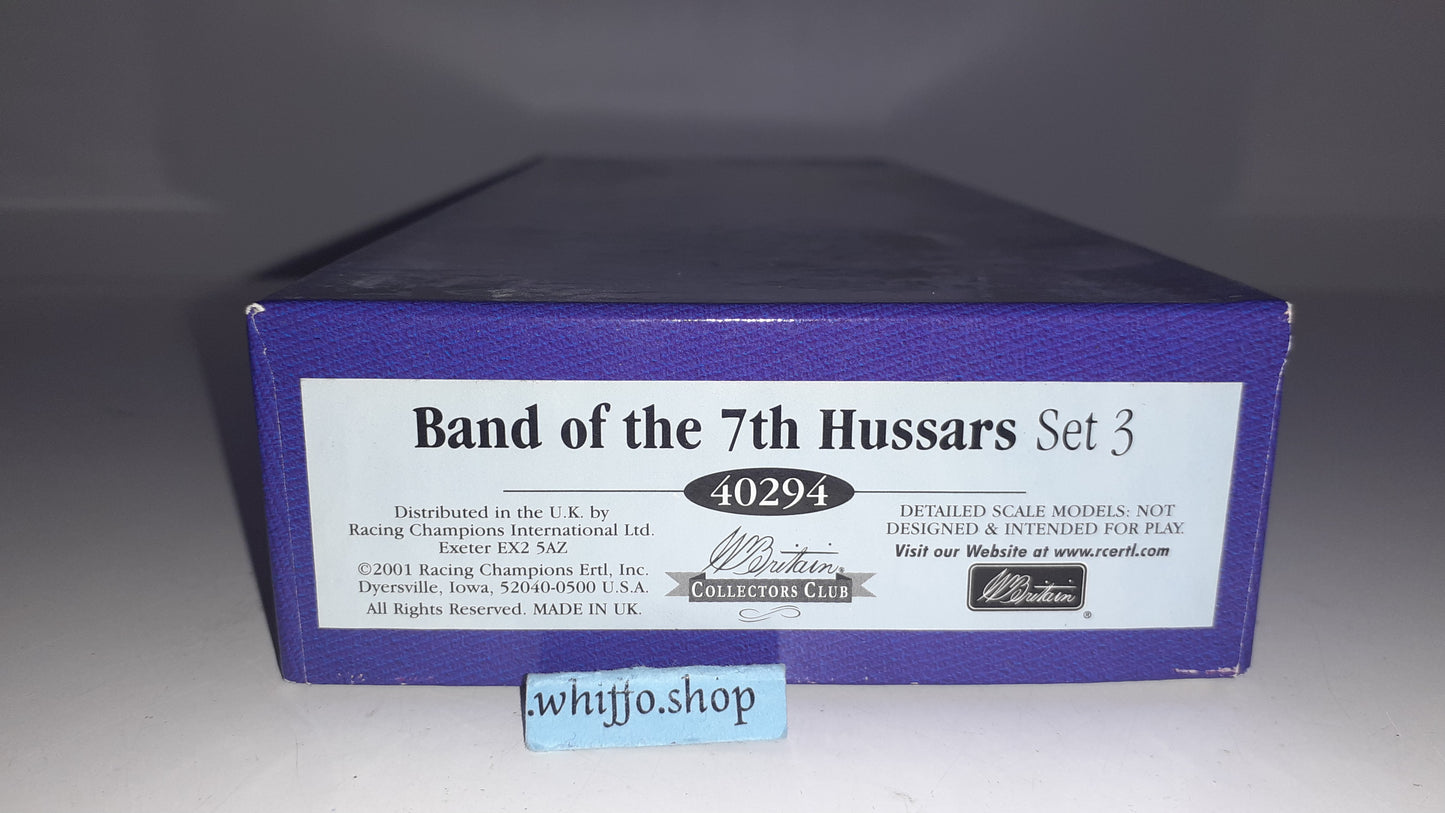 Band of the 7th Hussars Set 3
40294
Distributed in the U.K. by
Racing Champions International Ltd.
Exeter EX2 5AZ
©2001 Racing Champions Ertl, Inc.
Dyersville, Iowa, 52040-0500 U.S.A.
All Rights Reserved. MADE IN UK.
WBritain®
COLLECTORS CLUB
DETAILED SCALE MODELS: NOT
DESIGNED & INTENDED FOR PLAY.
Visit our Website at www.rcertl.com
WBritain
®
.whiffo.shop